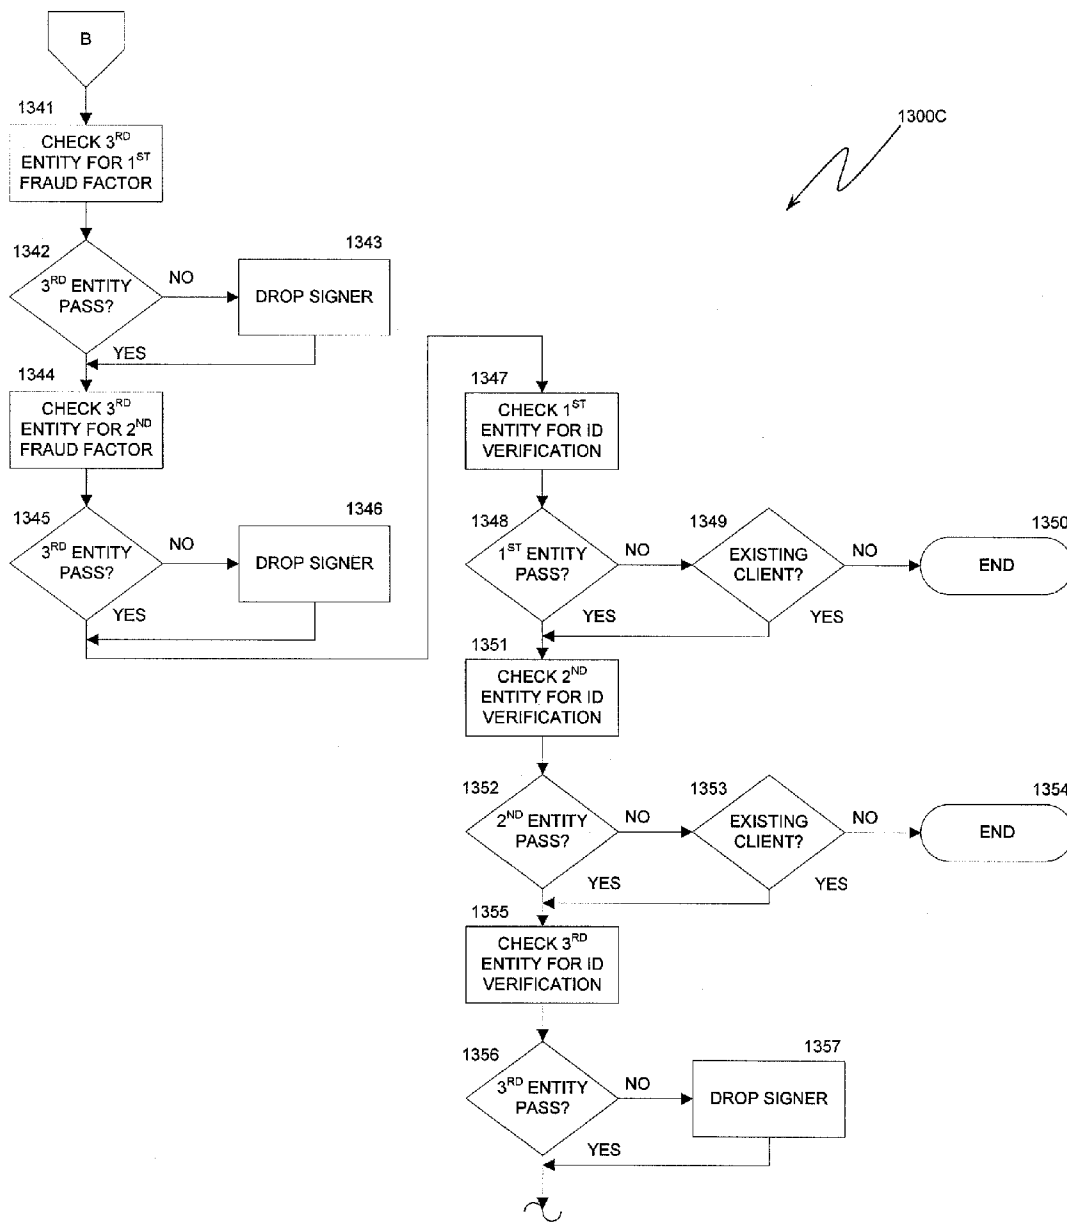 B
1300C
1341
CHECK 3RD
ENTITY FOR 1ST
FRAUD FACTOR
1342
3RD ENTITY
PASS?
NO
1343
DROP SIGNER
YES
1344
CHECK 3RD
ENTITY FOR 2ND
FRAUD FACTOR
1345
3RD ENTITY
PASS?
NO
1346
DROP SIGNER
YES
1347
CHECK 1ST
ENTITY FOR ID
VERIFICATION
1348
1ST ENTITY
PASS?
NO
1349
EXISTING
CLIENT?
NO
1350
END
YES
YES
1351
CHECK 2ND
ENTITY FOR ID
VERIFICATION
1352
2ND ENTITY
PASS?
NO
1353
EXISTING
CLIENT?
NO
1354
END
YES
YES
1355
CHECK 3RD
ENTITY FOR ID
VERIFICATION
1356
3RD ENTITY
PASS?
NO
1357
DROP SIGNER
YES